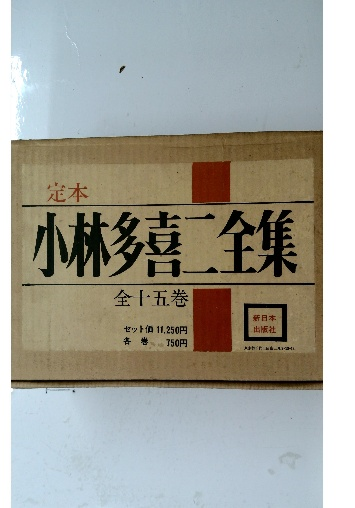 定本
小林多喜二全集
全十五巻
セット価 11,250円
各巻 750円
新日本
出版社